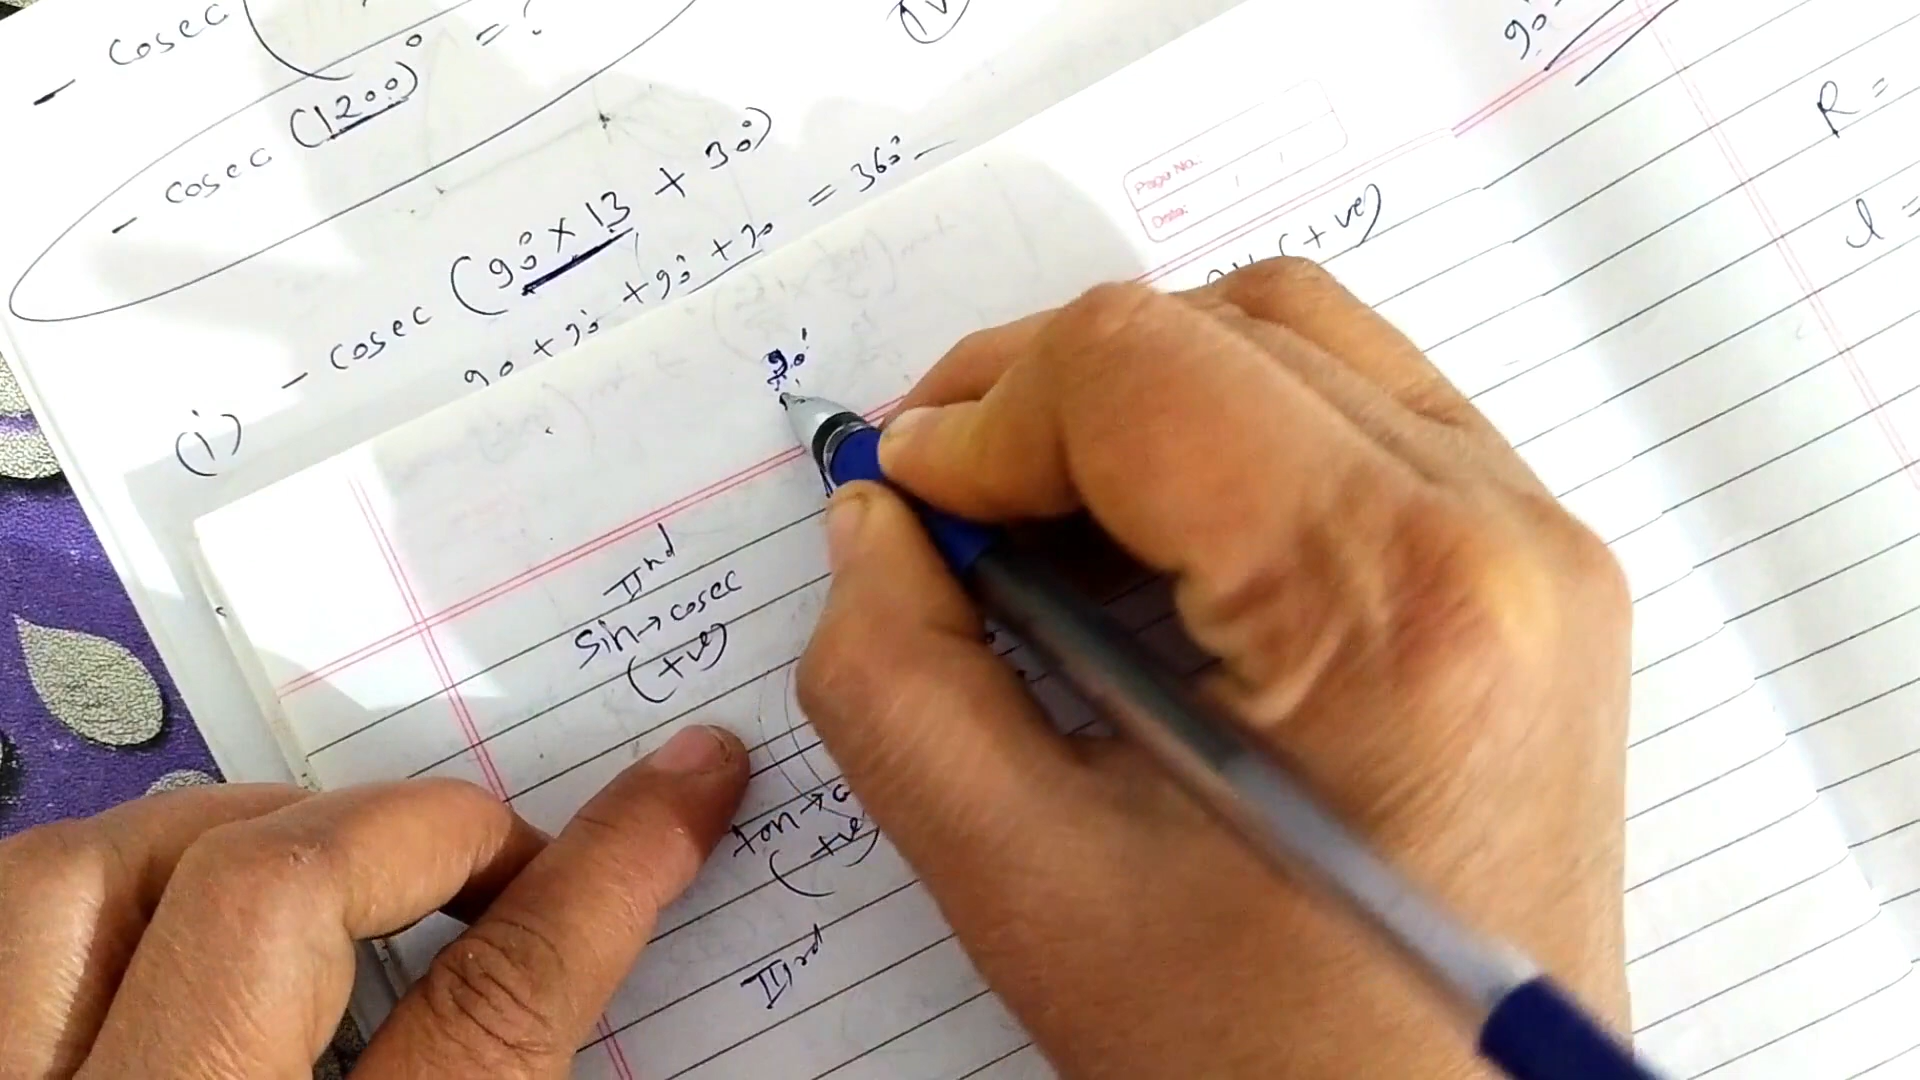 - cosec ( = ?
- cosec (1200°)
- cosec (90° × 13 + 30°)
90 + 90° + 90° + 90 = 360° -
(i)
90°
IInd
Sin → cosec
(+ve)
tan →
(+ve)
IIIrd
Page No.:
Date:
(+ve)
90°
R =
l =